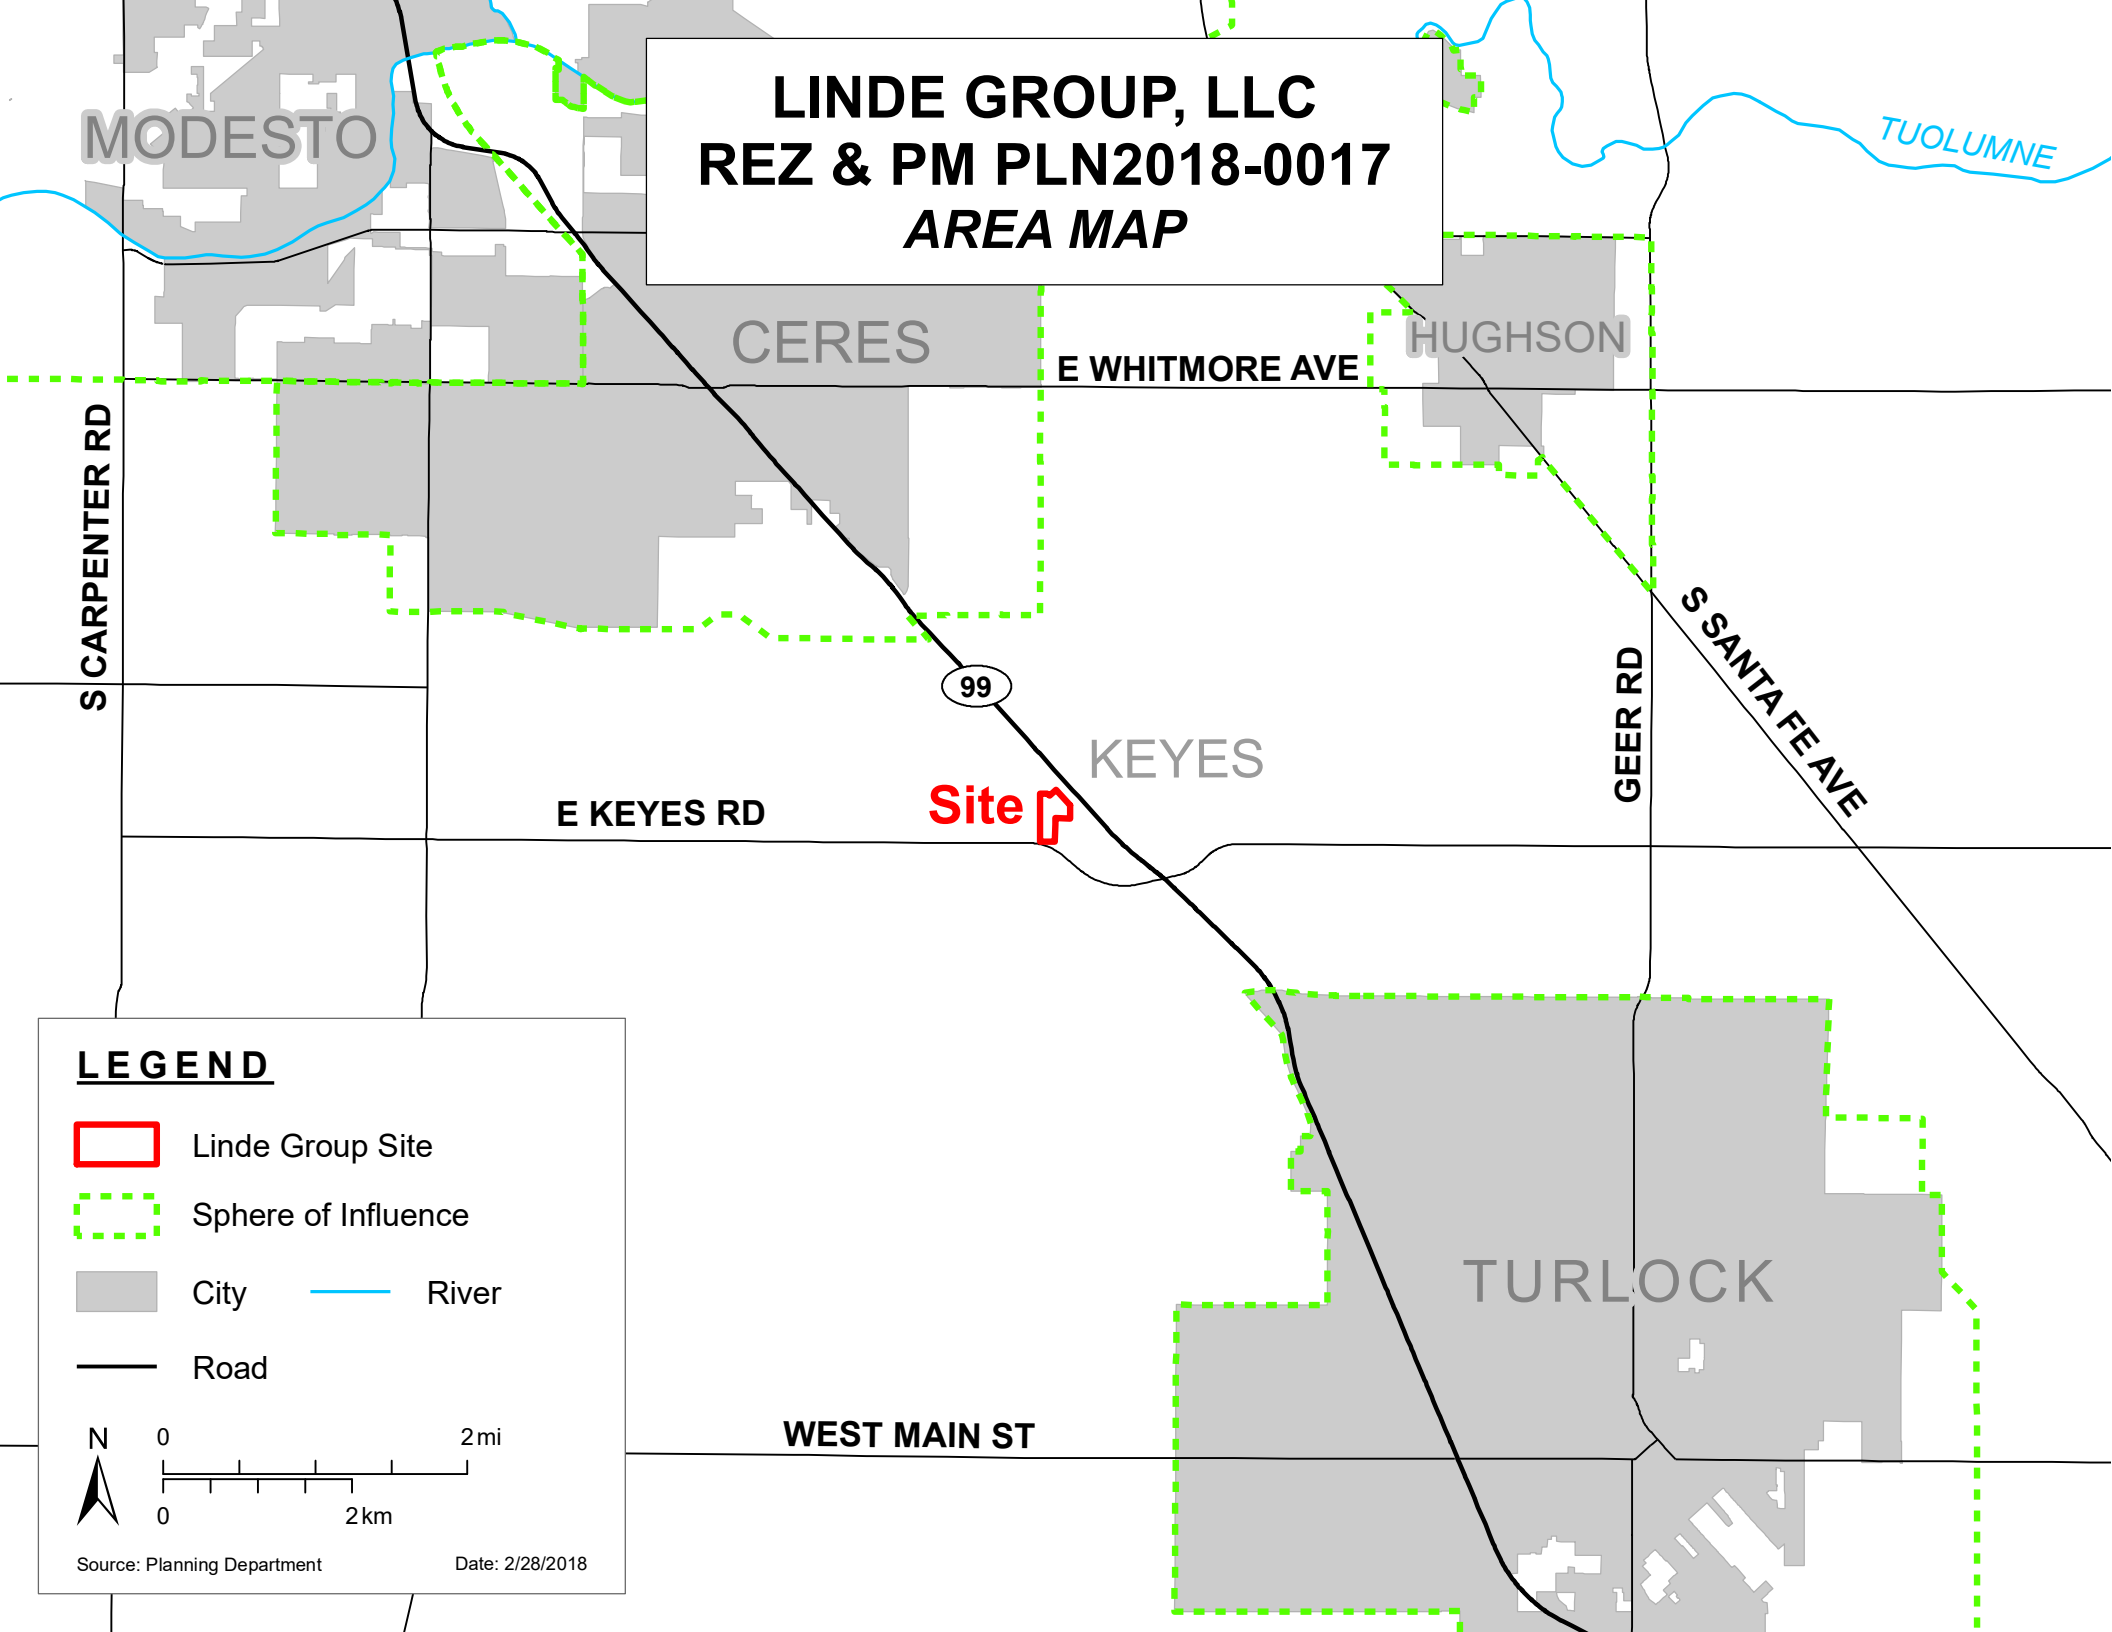 LINDE GROUP, LLC
REZ & PM PLN2018-0017
AREA MAP
MODESTO
TUOLUMNE
CERES
HUGHSON
E WHITMORE AVE
S CARPENTER RD
S SANTA FE AVE
GEER RD
99
KEYES
Site
E KEYES RD
TURLOCK
WEST MAIN ST
LEGEND
Linde Group Site
Sphere of Influence
City River
Road
N 0 2 mi
0 2 km
Source: Planning Department Date: 2/28/2018